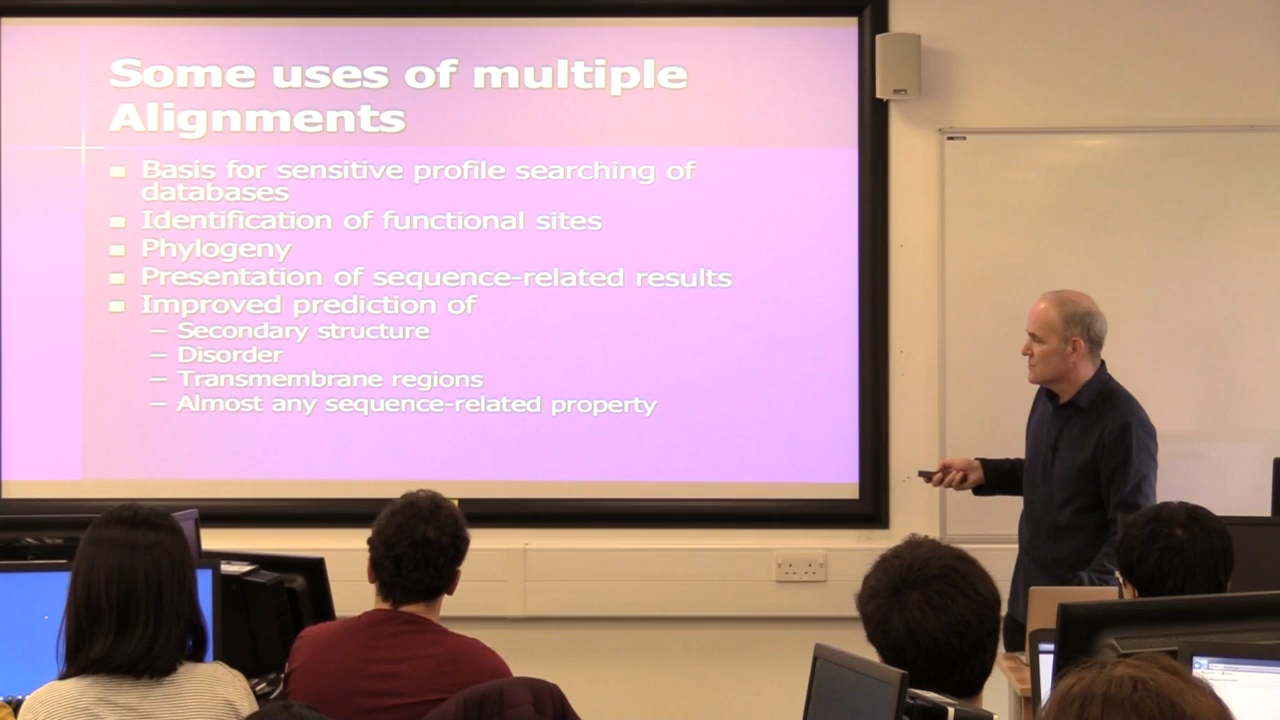 Some uses of multiple
Alignments
Basis for sensitive profile searching of
databases
Identification of functional sites
Phylogeny
Presentation of sequence-related results
Improved prediction of
– Secondary structure
– Disorder
– Transmembrane regions
– Almost any sequence-related property